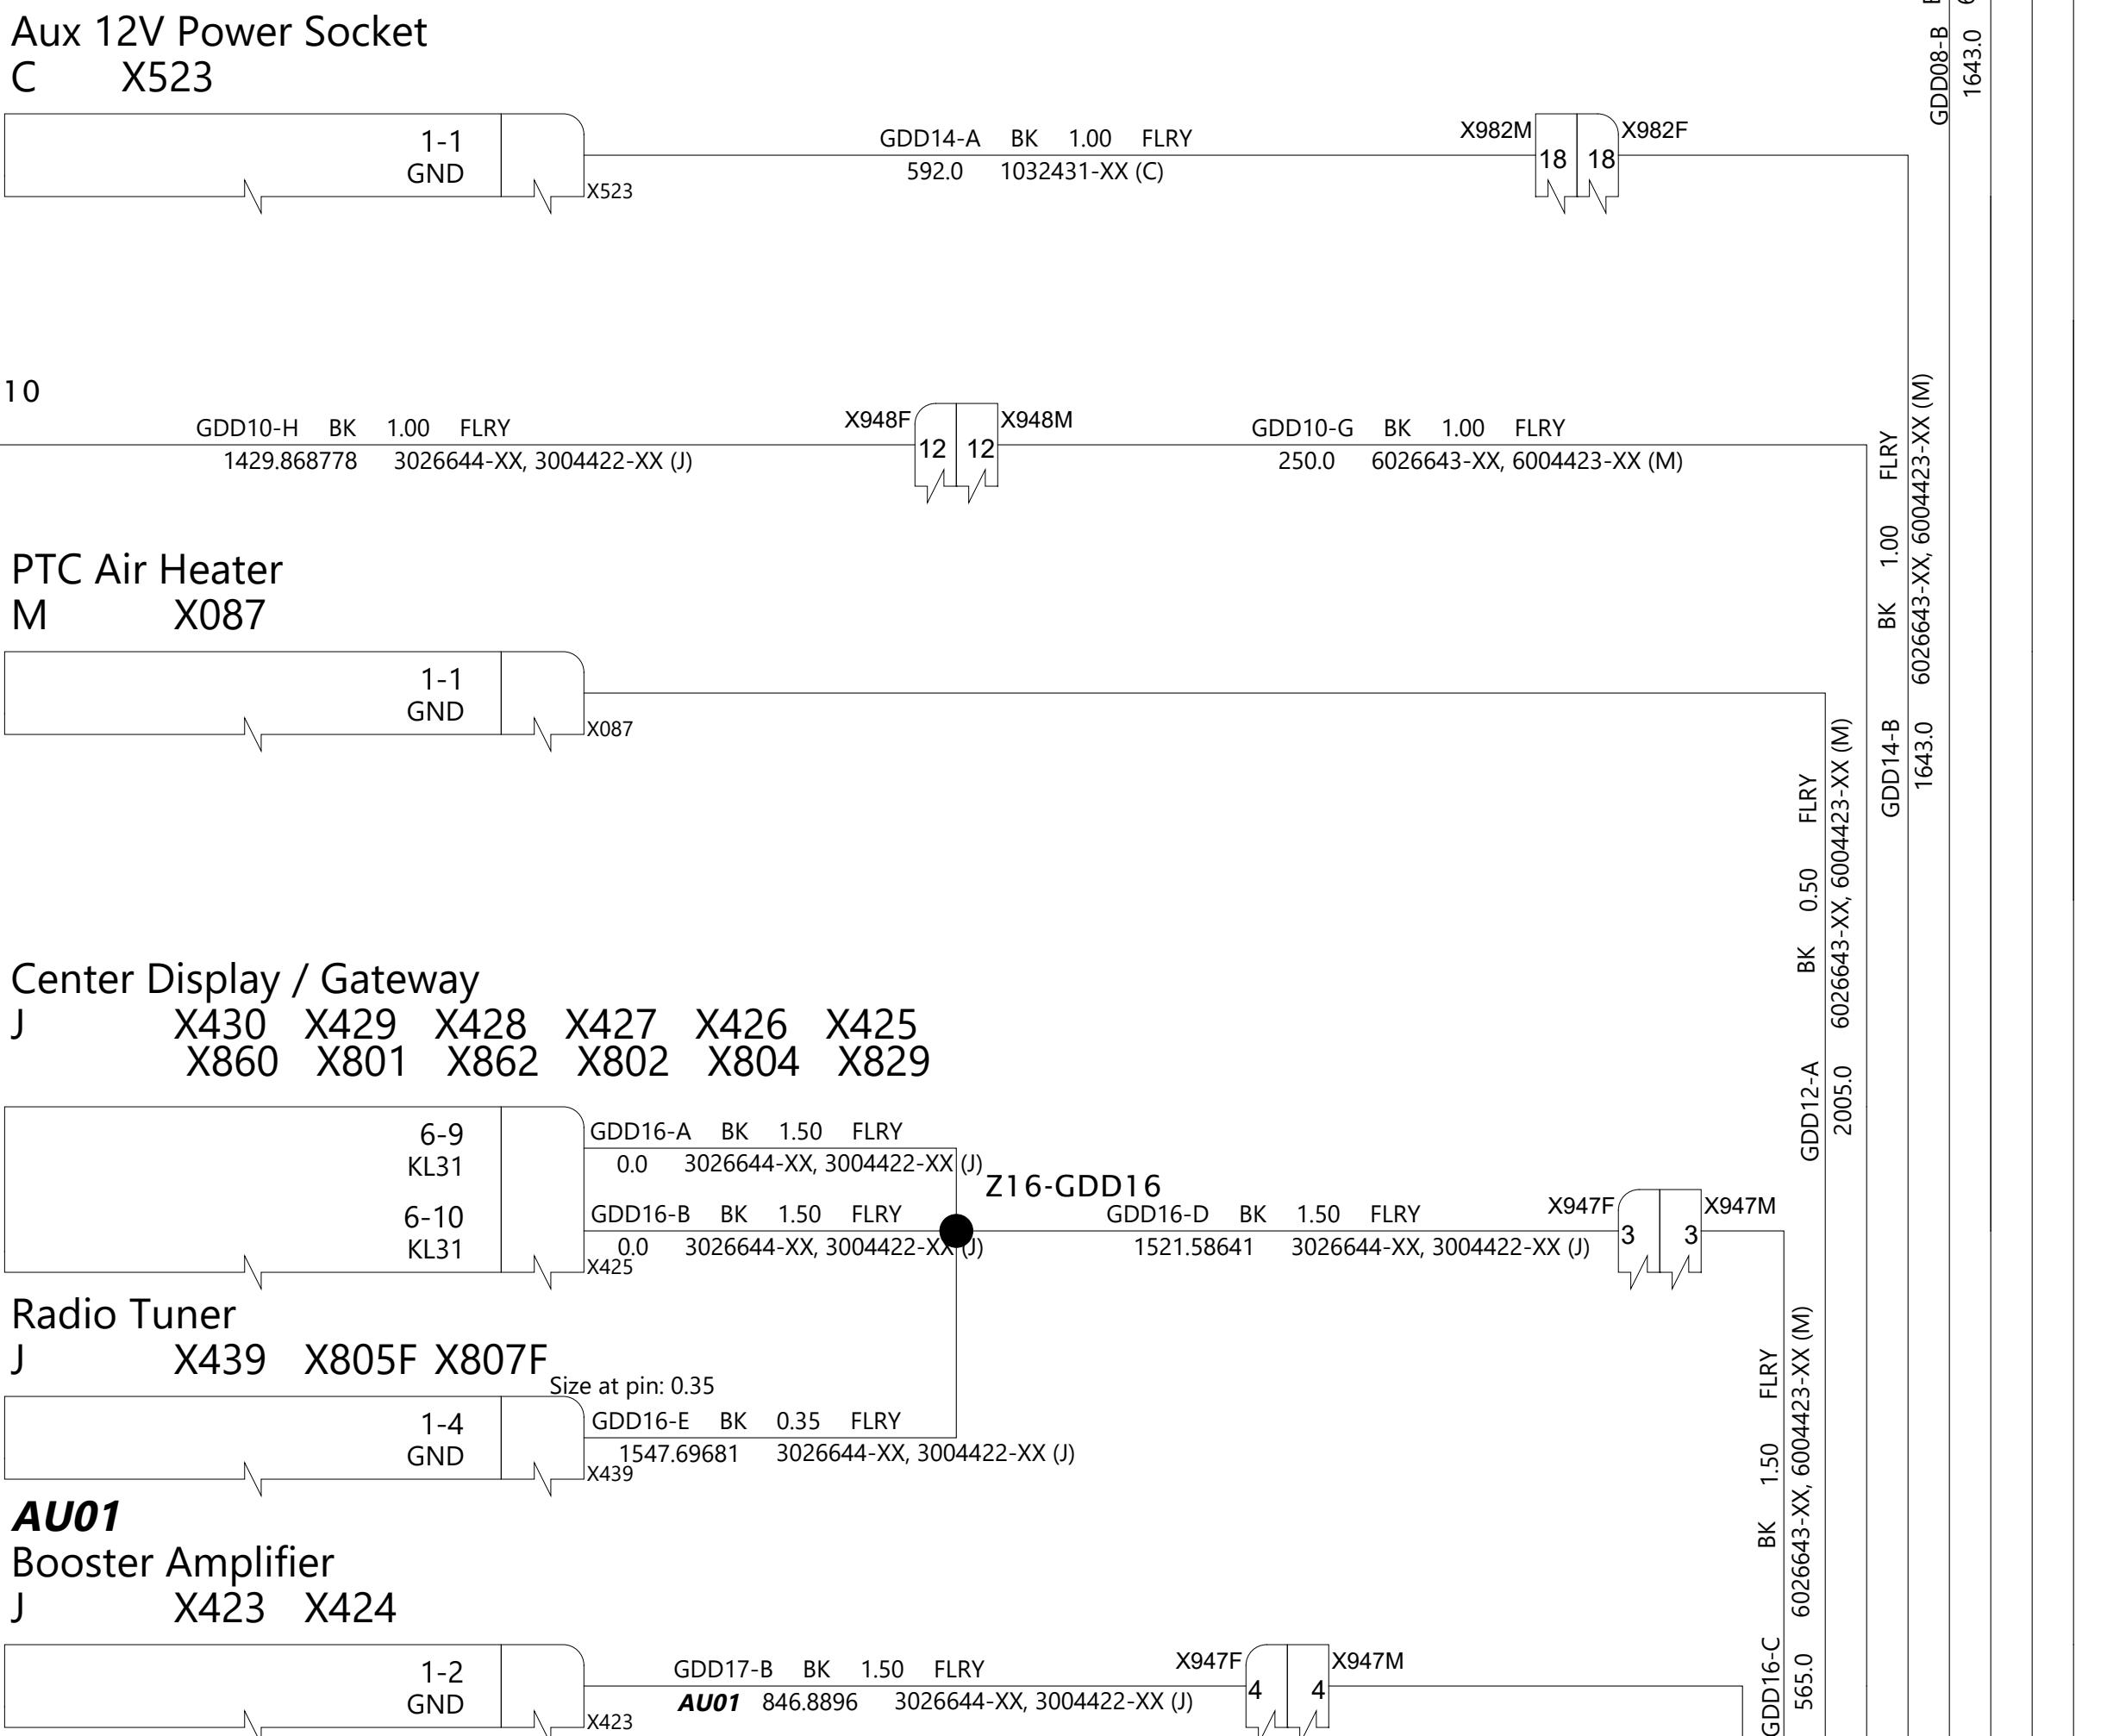 Aux 12V Power Socket
C X523
1-1
GND
X523
GDD14-A BK 1.00 FLRY
592.0 1032431-XX (C)
X982M 18 18 X982F
GDD08-B
1643.0
10
GDD10-H BK 1.00 FLRY
1429.868778 3026644-XX, 3004422-XX (J)
X948F 12 12 X948M
GDD10-G BK 1.00 FLRY
250.0 6026643-XX, 6004423-XX (M)
GDD14-B BK 1.00 FLRY
1643.0 6026643-XX, 6004423-XX (M)
PTC Air Heater
M X087
1-1
GND
X087
GDD12-A BK 0.50 FLRY
2005.0 6026643-XX, 6004423-XX (M)
Center Display / Gateway
J X430 X429 X428 X427 X426 X425
X860 X801 X862 X802 X804 X829
6-9
KL31
GDD16-A BK 1.50 FLRY
0.0 3026644-XX, 3004422-XX (J)
Z16-GDD16
6-10
KL31
GDD16-B BK 1.50 FLRY
0.0 3026644-XX, 3004422-XX (J)
X425
GDD16-D BK 1.50 FLRY
1521.58641 3026644-XX, 3004422-XX (J)
X947F 3 3 X947M
Radio Tuner
J X439 X805F X807F
Size at pin: 0.35
1-4
GND
GDD16-E BK 0.35 FLRY
1547.69681 3026644-XX, 3004422-XX (J)
X439
GDD16-C BK 1.50 FLRY
565.0 6026643-XX, 6004423-XX (M)
AU01
Booster Amplifier
J X423 X424
1-2
GND
X423
GDD17-B BK 1.50 FLRY
AU01 846.8896 3026644-XX, 3004422-XX (J)
X947F 4 4 X947M